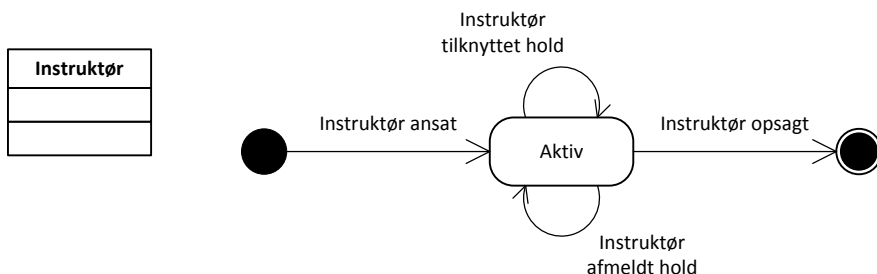 Instruktør
Instruktør
tilknyttet hold
Instruktør ansat
Aktiv
Instruktør opsagt
Instruktør
afmeldt hold